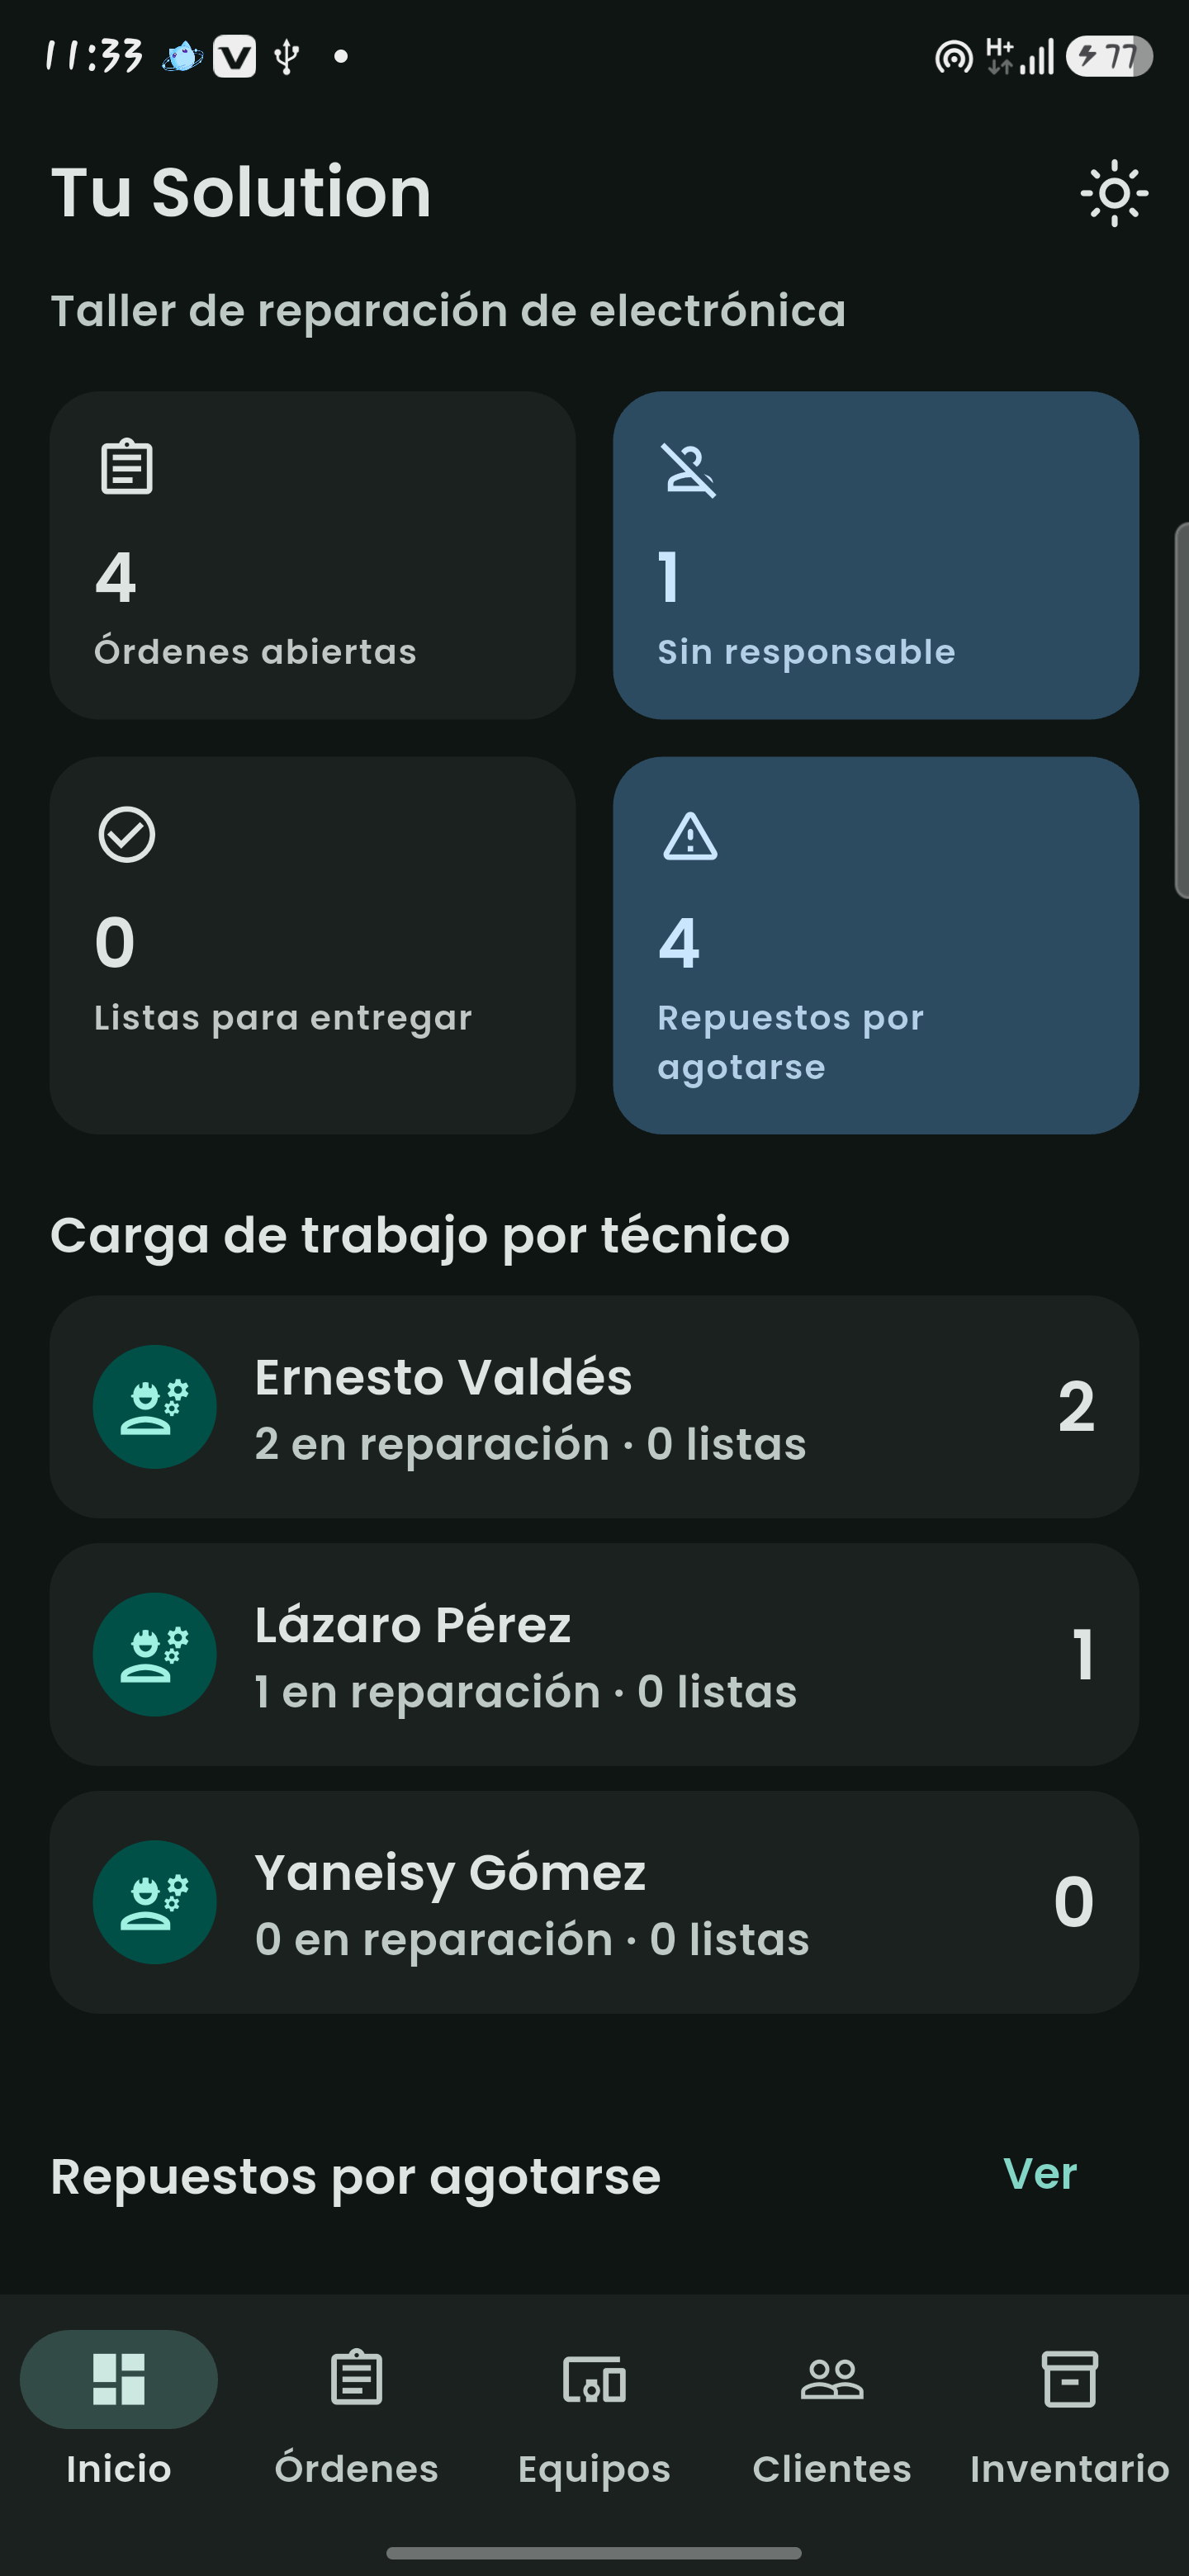 11:33
V
H+
77
Tu Solution
Taller de reparación de electrónica
4
Órdenes abiertas
1
Sin responsable
0
Listas para entregar
4
Repuestos por
agotarse
Carga de trabajo por técnico
Ernesto Valdés
2 en reparación · 0 listas
2
Lázaro Pérez
1 en reparación · 0 listas
1
Yaneisy Gómez
0 en reparación · 0 listas
0
Repuestos por agotarse
Ver
Inicio
Órdenes
Equipos
Clientes
Inventario